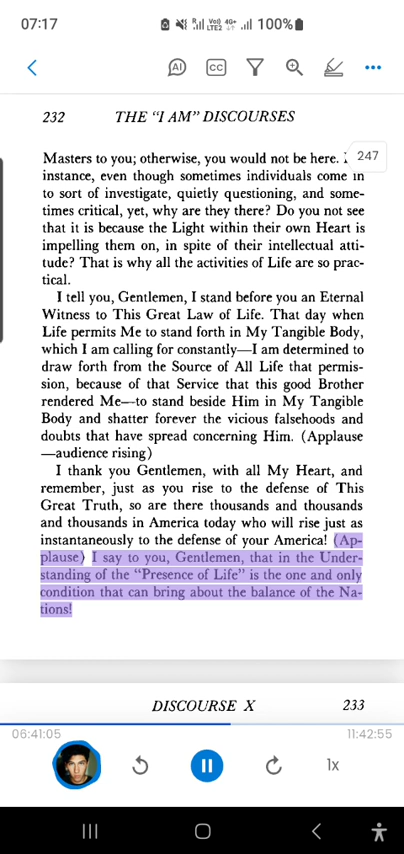 07:17
R Vo)) 4G+ 100%
LTE2
AI CC
232 THE "I AM" DISCOURSES
247
Masters to you; otherwise, you would not be here.
instance, even though sometimes individuals come in
to sort of investigate, quietly questioning, and some-
times critical, yet, why are they there? Do you not see
that it is because the Light within their own Heart is
impelling them on, in spite of their intellectual atti-
tude? That is why all the activities of Life are so prac-
tical.
I tell you, Gentlemen, I stand before you an Eternal
Witness to This Great Law of Life. That day when
Life permits Me to stand forth in My Tangible Body,
which I am calling for constantly—I am determined to
draw forth from the Source of All Life that permis-
sion, because of that Service that this good Brother
rendered Me—to stand beside Him in My Tangible
Body and shatter forever the vicious falsehoods and
doubts that have spread concerning Him. (Applause
—audience rising)
I thank you Gentlemen, with all My Heart, and
remember, just as you rise to the defense of This
Great Truth, so are there thousands and thousands
and thousands in America today who will rise just as
instantaneously to the defense of your America! (Ap-
plause) I say to you, Gentlemen, that in the Under-
standing of the "Presence of Life" is the one and only
condition that can bring about the balance of the Na-
tions!
DISCOURSE X 233
06:41:05 11:42:55
1x